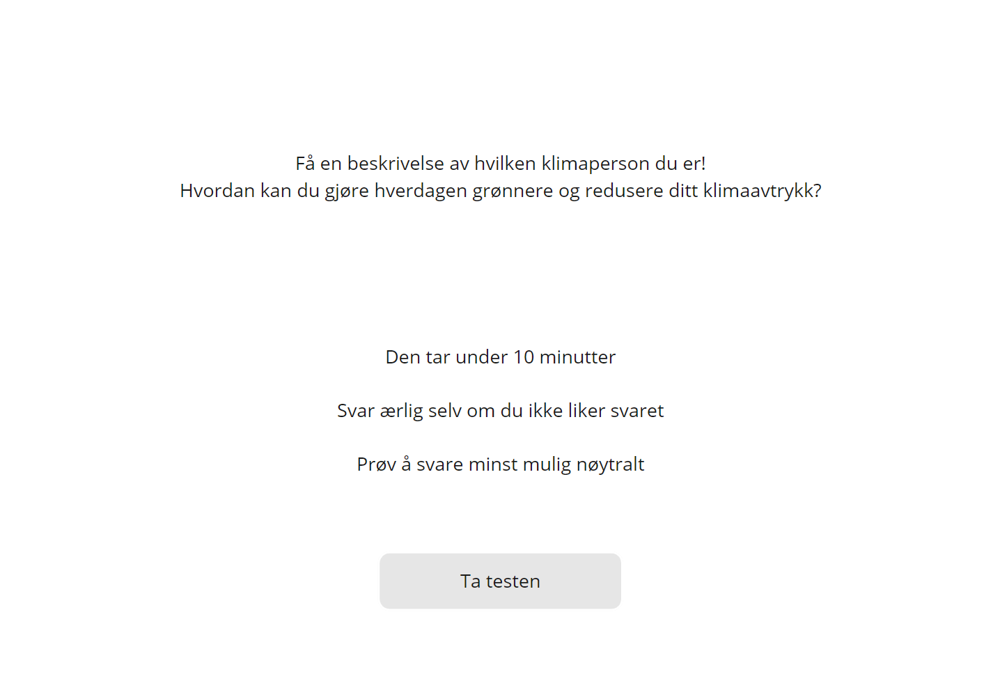 Få en beskrivelse av hvilken klimaperson du er!
Hvordan kan du gjøre hverdagen grønnere og redusere ditt klimaavtrykk?
Den tar under 10 minutter
Svar ærlig selv om du ikke liker svaret
Prøv å svare minst mulig nøytralt
Ta testen